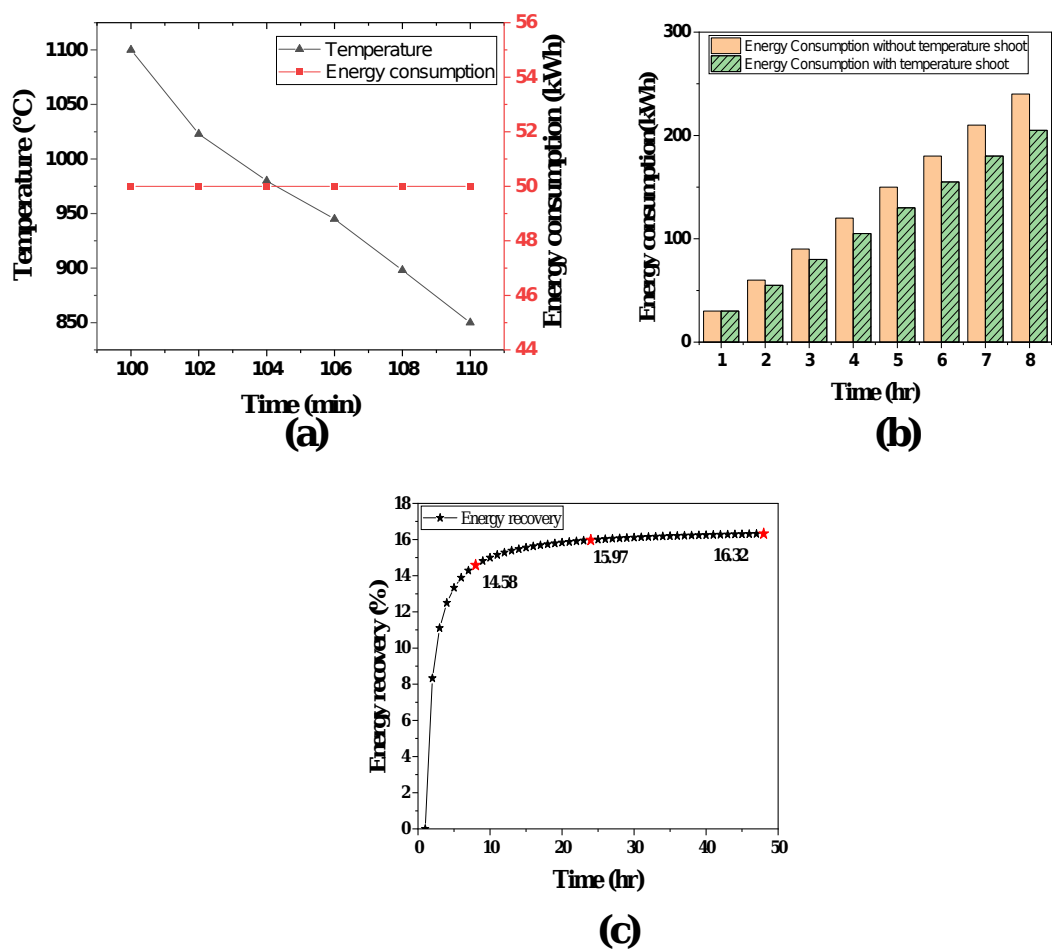 Temperature
Energy consumption
1100
1050
1000
950
900
850
Temperature (°C)
56
54
52
50
48
46
44
Energy consumption (kWh)
100 102 104 106 108 110
Time (min)
(a)
Energy Consumption without temperature shoot
Energy Consumption with temperature shoot
300
200
100
0
Energy consumption(kWh)
1 2 3 4 5 6 7 8
Time (hr)
(b)
Energy recovery
18
16
14
12
10
8
6
4
2
0
Energy recovery (%)
14.58
15.97
16.32
0 10 20 30 40 50
Time (hr)
(c)